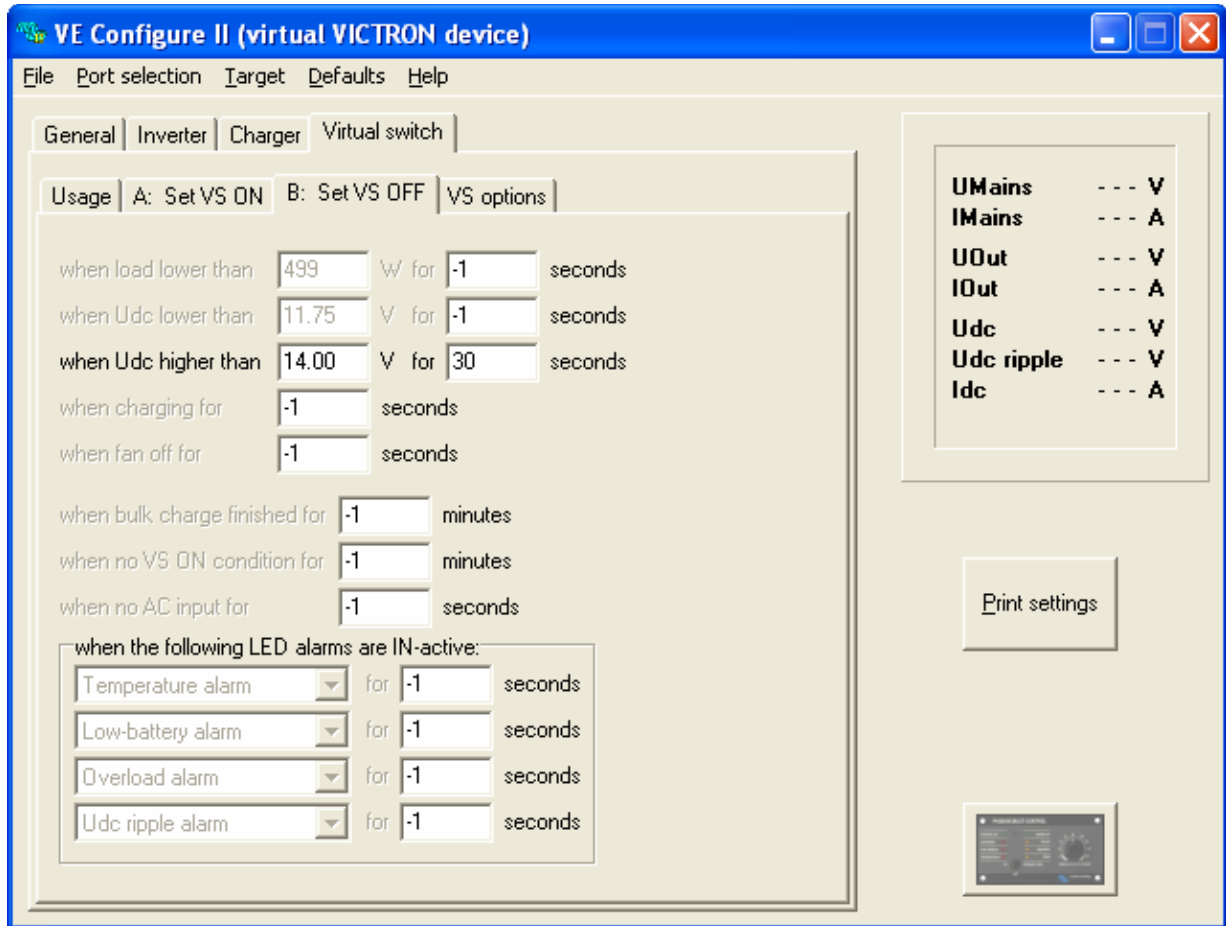 VE Configure II (virtual VICTRON device)
File Port selection Target Defaults Help
General Inverter Charger Virtual switch
Usage A: Set VS ON B: Set VS OFF VS options
when load lower than 499 W for -1 seconds
when Udc lower than 11.75 V for -1 seconds
when Udc higher than 14.00 V for 30 seconds
when charging for -1 seconds
when fan off for -1 seconds
when bulk charge finished for -1 minutes
when no VS ON condition for -1 minutes
when no AC input for -1 seconds
when the following LED alarms are IN-active:
Temperature alarm for -1 seconds
Low-battery alarm for -1 seconds
Overload alarm for -1 seconds
Udc ripple alarm for -1 seconds
UMains --- V
IMains --- A
UOut --- V
IOut --- A
Udc --- V
Udc ripple --- V
Idc --- A
Print settings